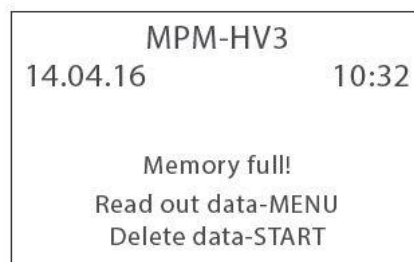 MPM-HV3
14.04.16 10:32
Memory full!
Read out data-MENU
Delete data-START